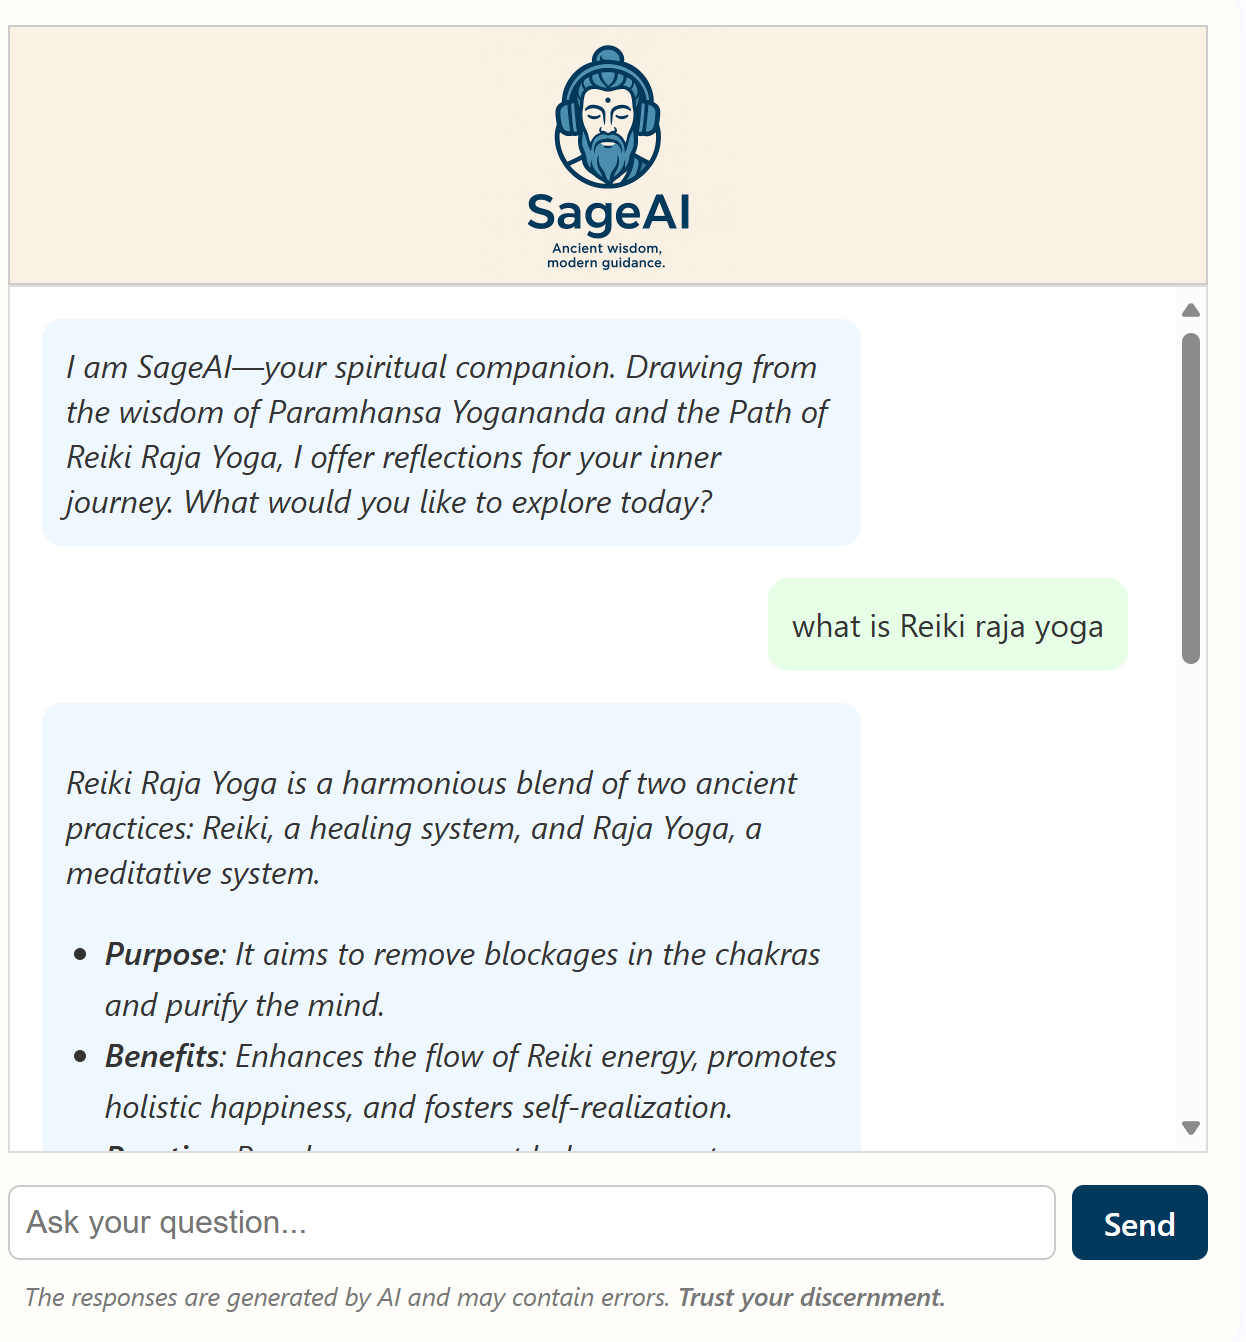 SageAI
Ancient wisdom,
modern guidance.
I am SageAI—your spiritual companion. Drawing from
the wisdom of Paramhansa Yogananda and the Path of
Reiki Raja Yoga, I offer reflections for your inner
journey. What would you like to explore today?
what is Reiki raja yoga
Reiki Raja Yoga is a harmonious blend of two ancient
practices: Reiki, a healing system, and Raja Yoga, a
meditative system.
• Purpose: It aims to remove blockages in the chakras
and purify the mind.
• Benefits: Enhances the flow of Reiki energy, promotes
holistic happiness, and fosters self-realization.
Ask your question...
Send
The responses are generated by AI and may contain errors. Trust your discernment.